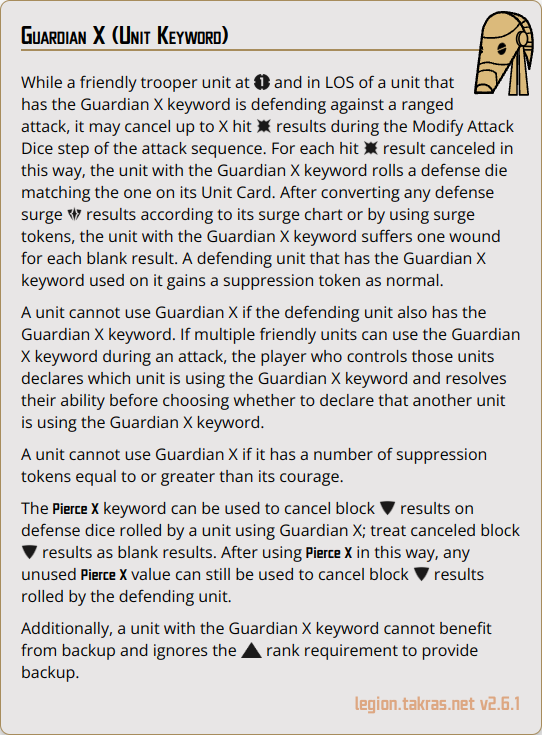 Guardian X (Unit Keyword)
While a friendly trooper unit at 1 and in LOS of a unit that
has the Guardian X keyword is defending against a ranged
attack, it may cancel up to X hit results during the Modify Attack
Dice step of the attack sequence. For each hit result canceled in
this way, the unit with the Guardian X keyword rolls a defense die
matching the one on its Unit Card. After converting any defense
surge results according to its surge chart or by using surge
tokens, the unit with the Guardian X keyword suffers one wound
for each blank result. A defending unit that has the Guardian X
keyword used on it gains a suppression token as normal.
A unit cannot use Guardian X if the defending unit also has the
Guardian X keyword. If multiple friendly units can use the Guardian
X keyword during an attack, the player who controls those units
declares which unit is using the Guardian X keyword and resolves
their ability before choosing whether to declare that another unit
is using the Guardian X keyword.
A unit cannot use Guardian X if it has a number of suppression
tokens equal to or greater than its courage.
The Pierce X keyword can be used to cancel block results on
defense dice rolled by a unit using Guardian X; treat canceled block
results as blank results. After using Pierce X in this way, any
unused Pierce X value can still be used to cancel block results
rolled by the defending unit.
Additionally, a unit with the Guardian X keyword cannot benefit
from backup and ignores the rank requirement to provide
backup.
legion.takras.net v2.6.1